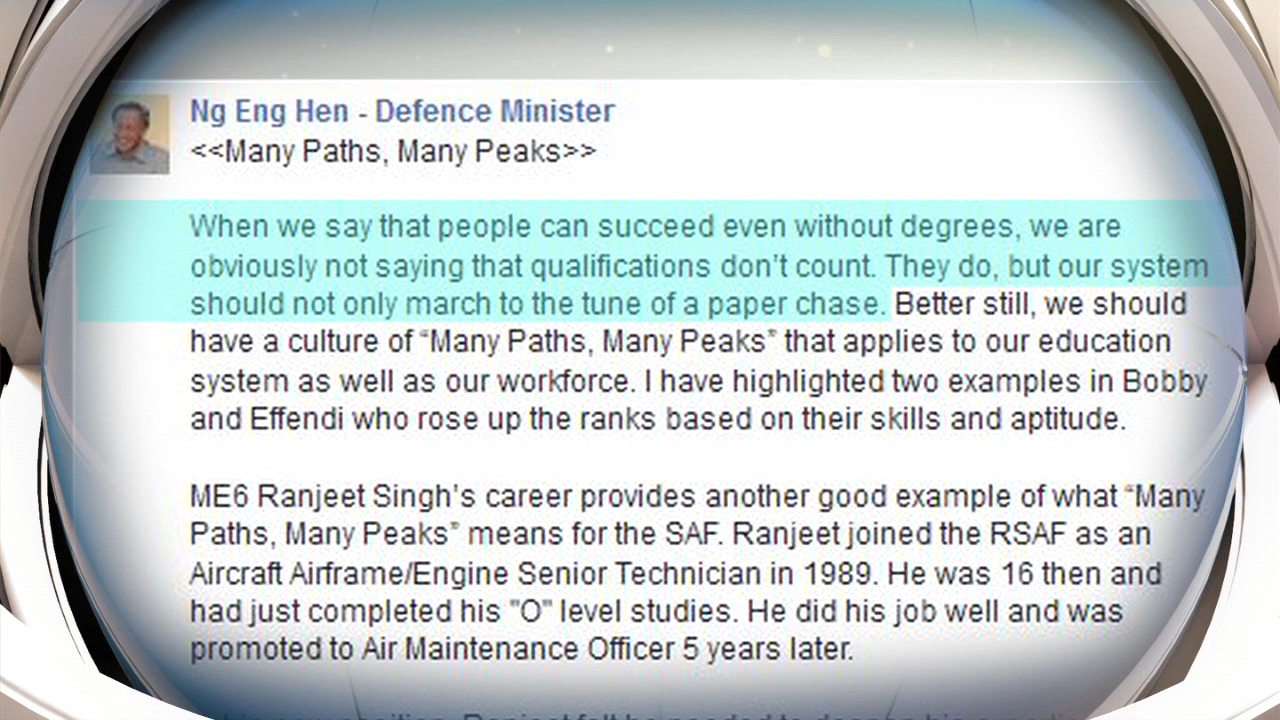 Ng Eng Hen - Defence Minister
<<Many Paths, Many Peaks>>
When we say that people can succeed even without degrees, we are
obviously not saying that qualifications don't count. They do, but our system
should not only march to the tune of a paper chase. Better still, we should
have a culture of “Many Paths, Many Peaks” that applies to our education
system as well as our workforce. I have highlighted two examples in Bobby
and Effendi who rose up the ranks based on their skills and aptitude.
ME6 Ranjeet Singh's career provides another good example of what “Many
Paths, Many Peaks” means for the SAF. Ranjeet joined the RSAF as an
Aircraft Airframe/Engine Senior Technician in 1989. He was 16 then and
had just completed his "O" level studies. He did his job well and was
promoted to Air Maintenance Officer 5 years later.